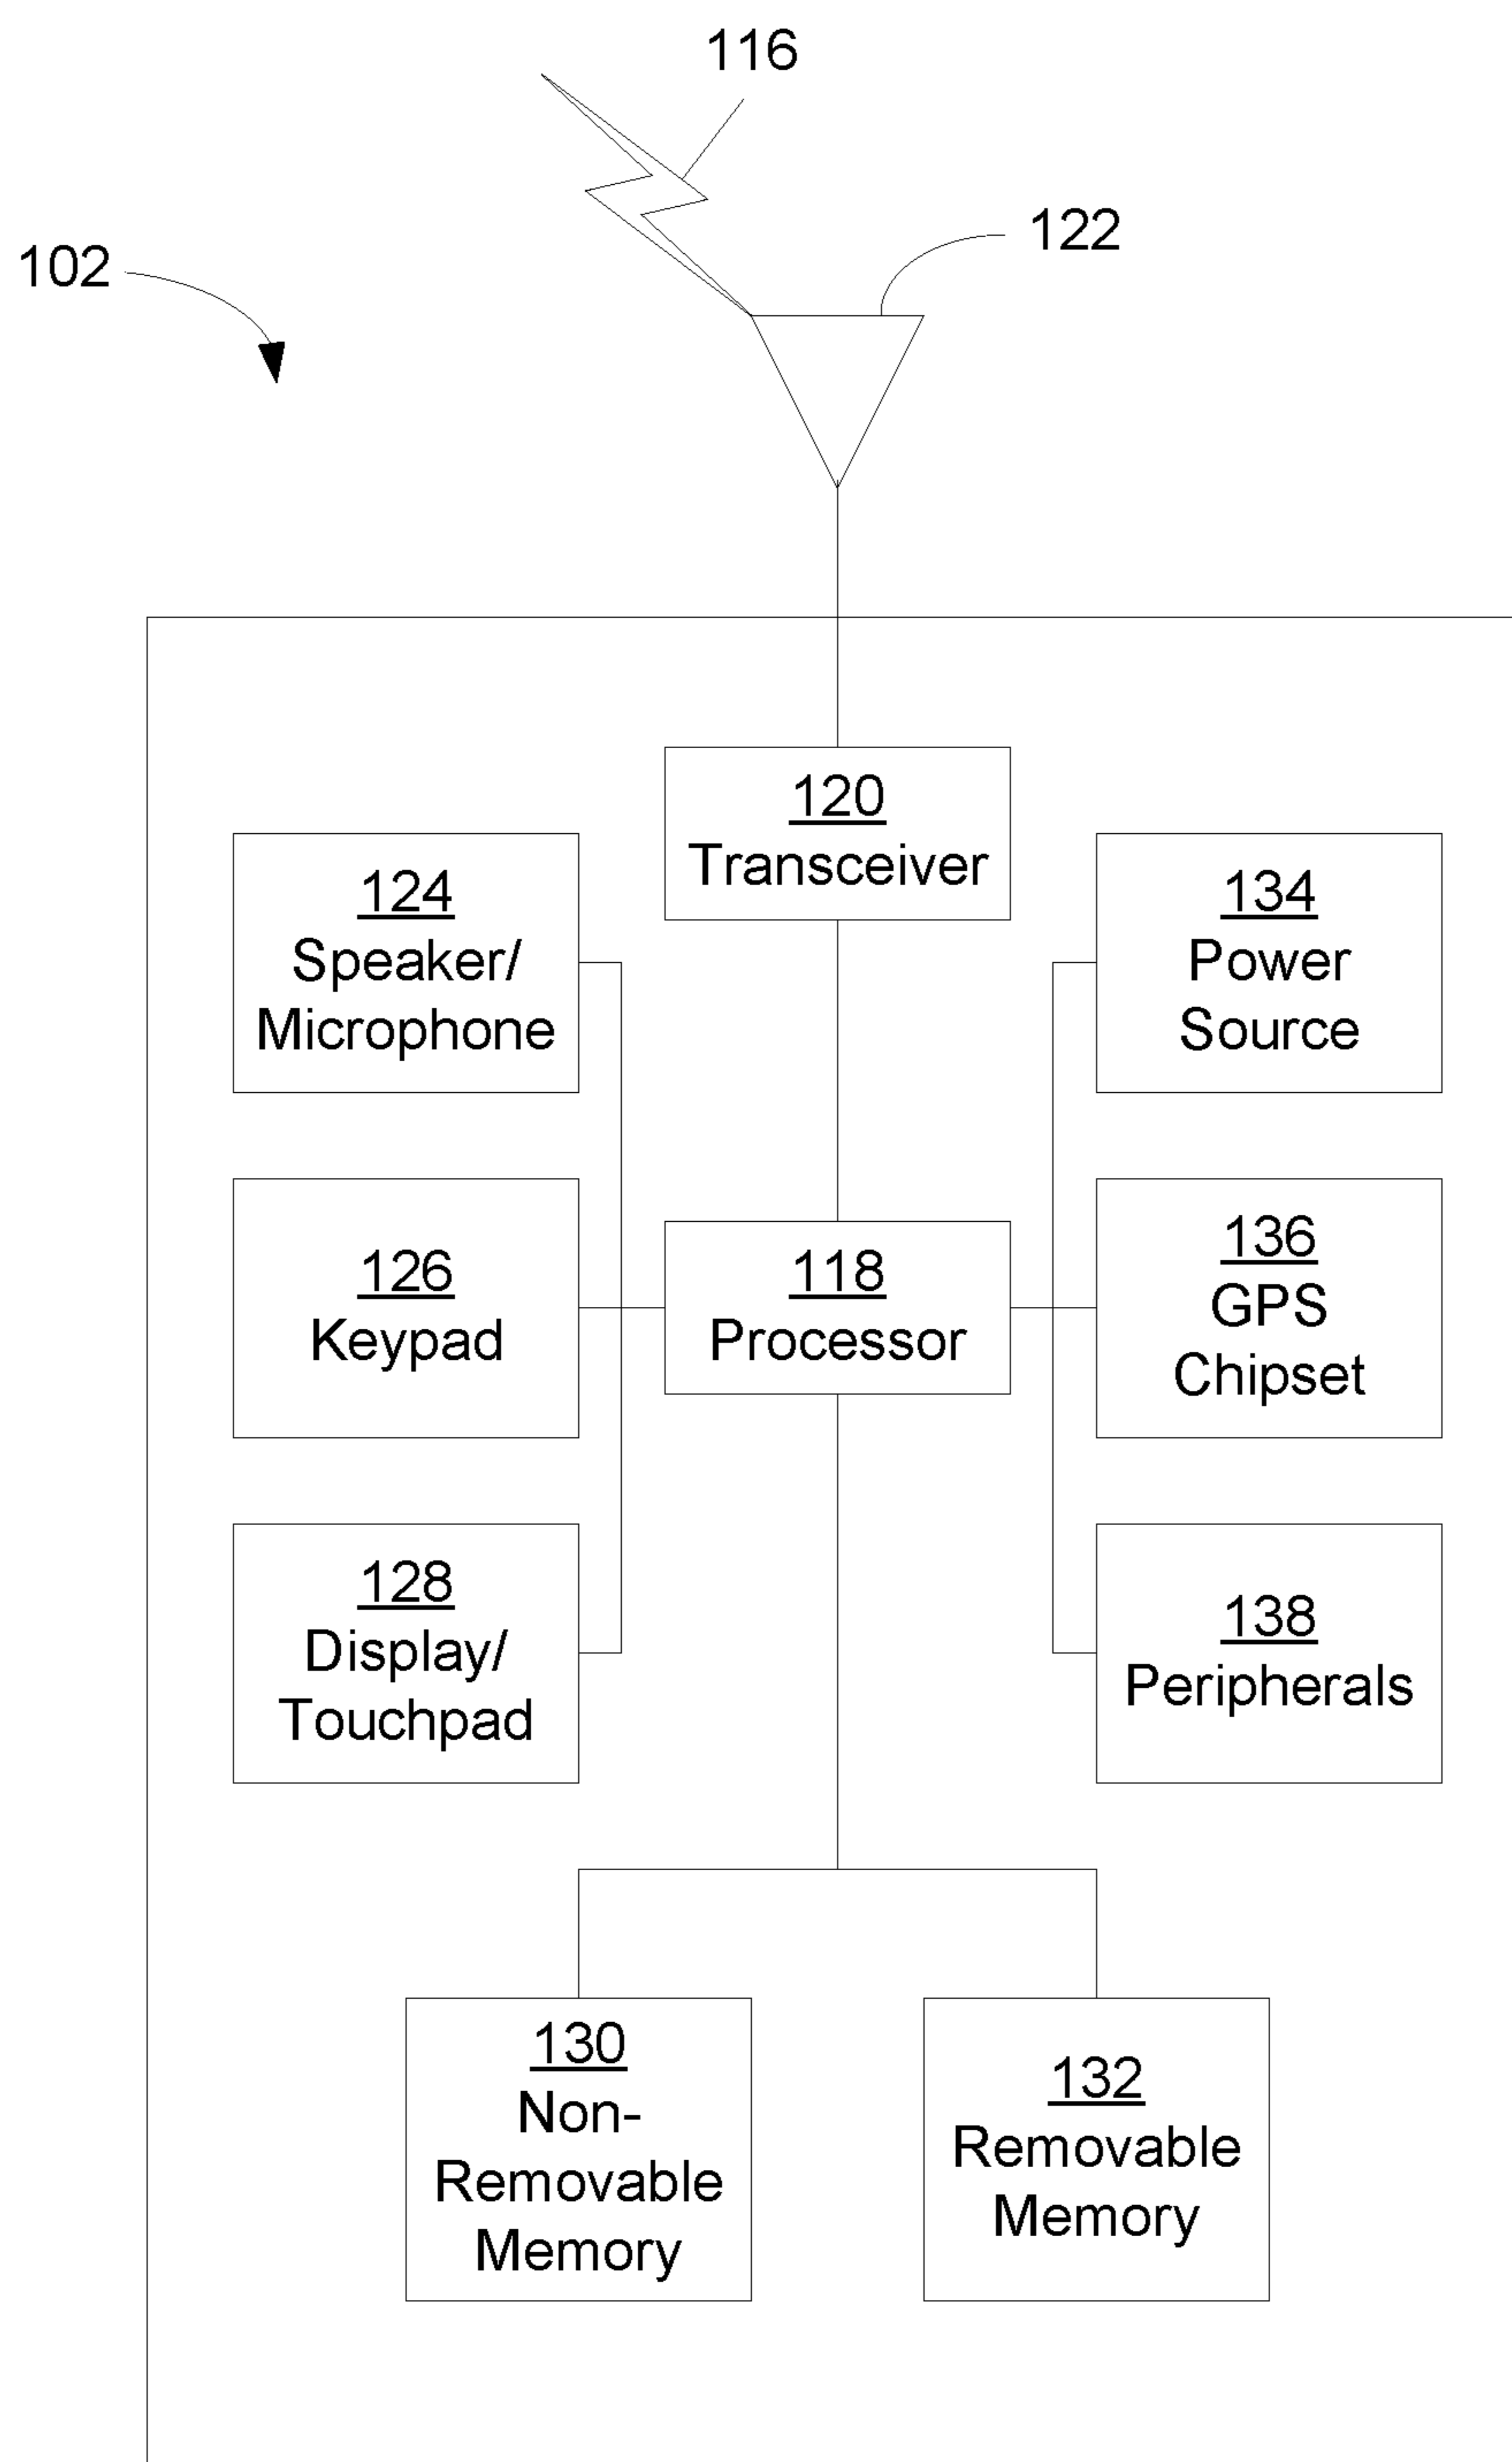 116
122
102
120
Transceiver
124
Speaker/
Microphone
134
Power
Source
126
Keypad
118
Processor
136
GPS
Chipset
128
Display/
Touchpad
138
Peripherals
130
Non-
Removable
Memory
132
Removable
Memory